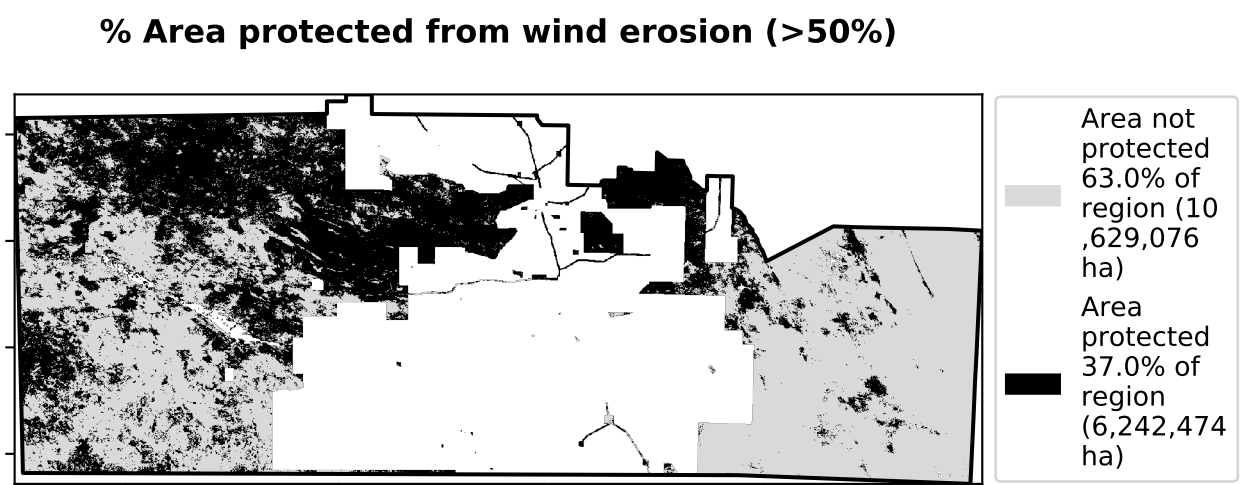 % Area protected from wind erosion (>50%)
Area not
protected
63.0% of
region (10
,629,076
ha)
Area
protected
37.0% of
region
(6,242,474
ha)